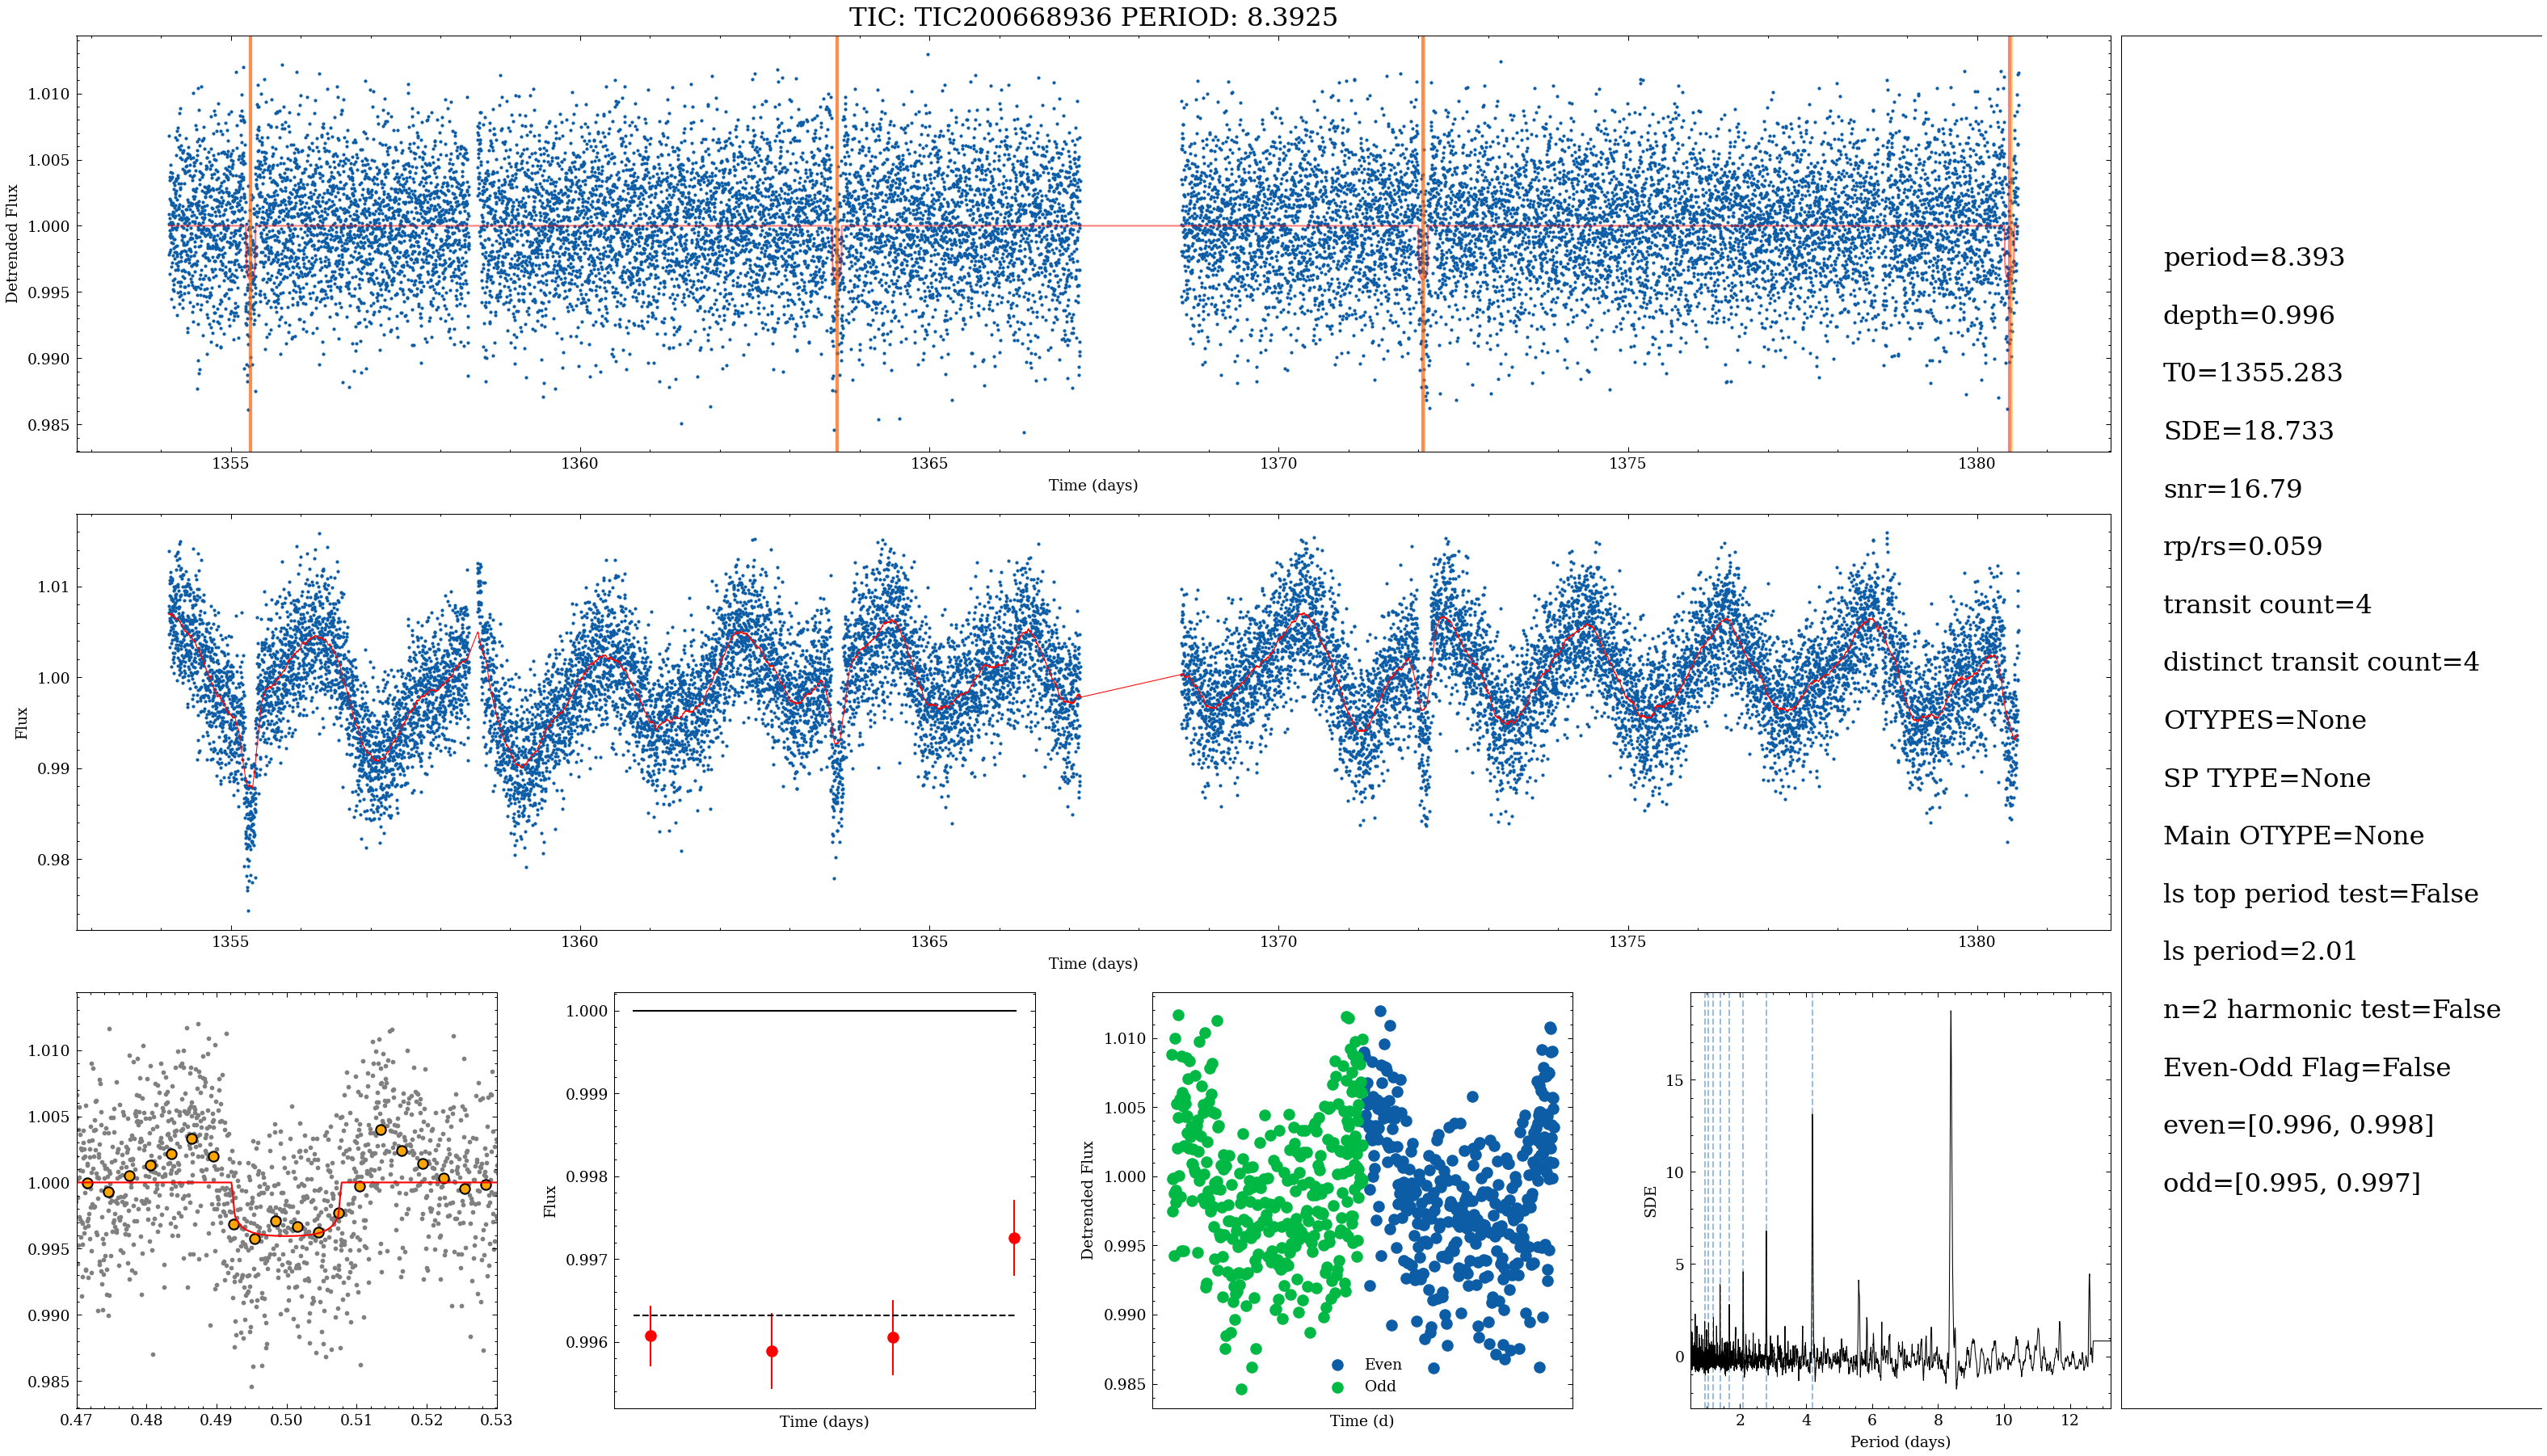 TIC: TIC200668936 PERIOD: 8.3925
1.010
1.005
1.000
0.995
0.990
0.985
Detrended Flux
1355 1360 1365 1370 1375 1380
Time (days)
1.01
1.00
0.99
0.98
Flux
1355 1360 1365 1370 1375 1380
Time (days)
1.010
1.005
1.000
0.995
0.990
0.985
0.47 0.48 0.49 0.50 0.51 0.52 0.53
1.000
0.999
0.998
0.997
0.996
Flux
Time (days)
1.010
1.005
1.000
0.995
0.990
0.985
Detrended Flux
Even
Odd
Time (d)
15
10
5
0
SDE
2 4 6 8 10 12
Period (days)
period=8.393
depth=0.996
T0=1355.283
SDE=18.733
snr=16.79
rp/rs=0.059
transit count=4
distinct transit count=4
OTYPES=None
SP TYPE=None
Main OTYPE=None
ls top period test=False
ls period=2.01
n=2 harmonic test=False
Even-Odd Flag=False
even=[0.996, 0.998]
odd=[0.995, 0.997]